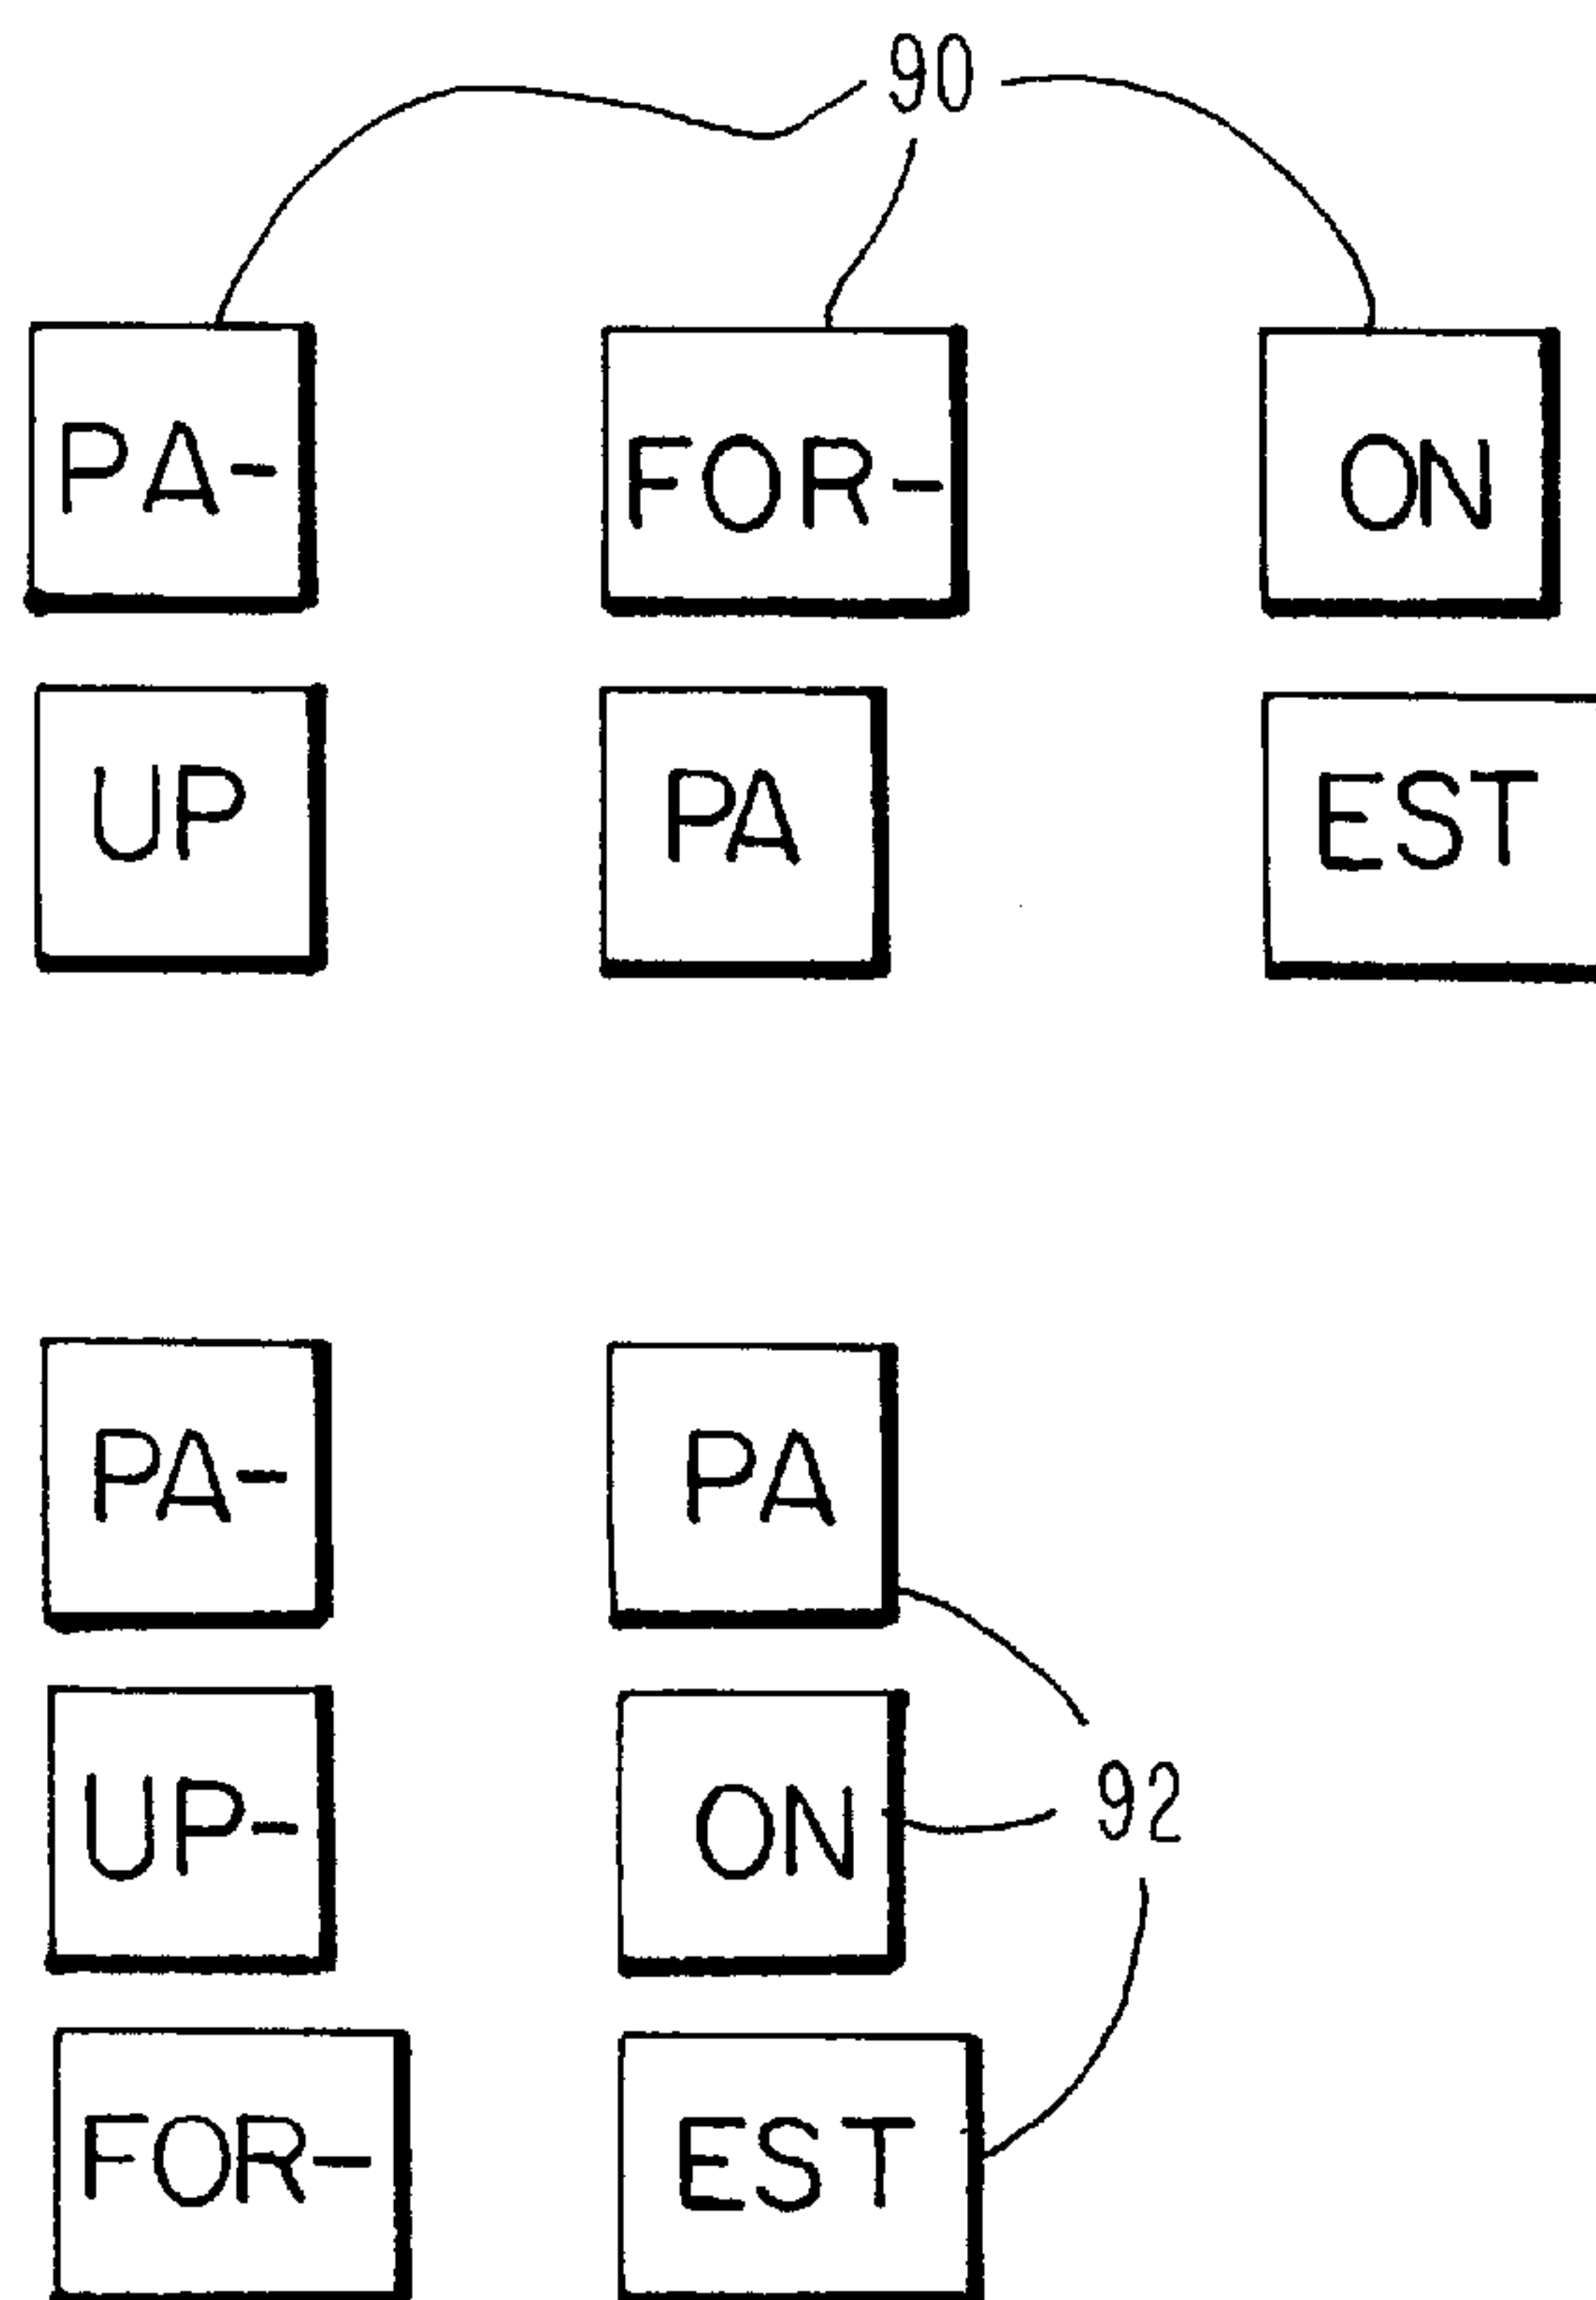 90
PA- FOR- ON
UP PA EST
PA- PA
UP- ON
92
FOR- EST